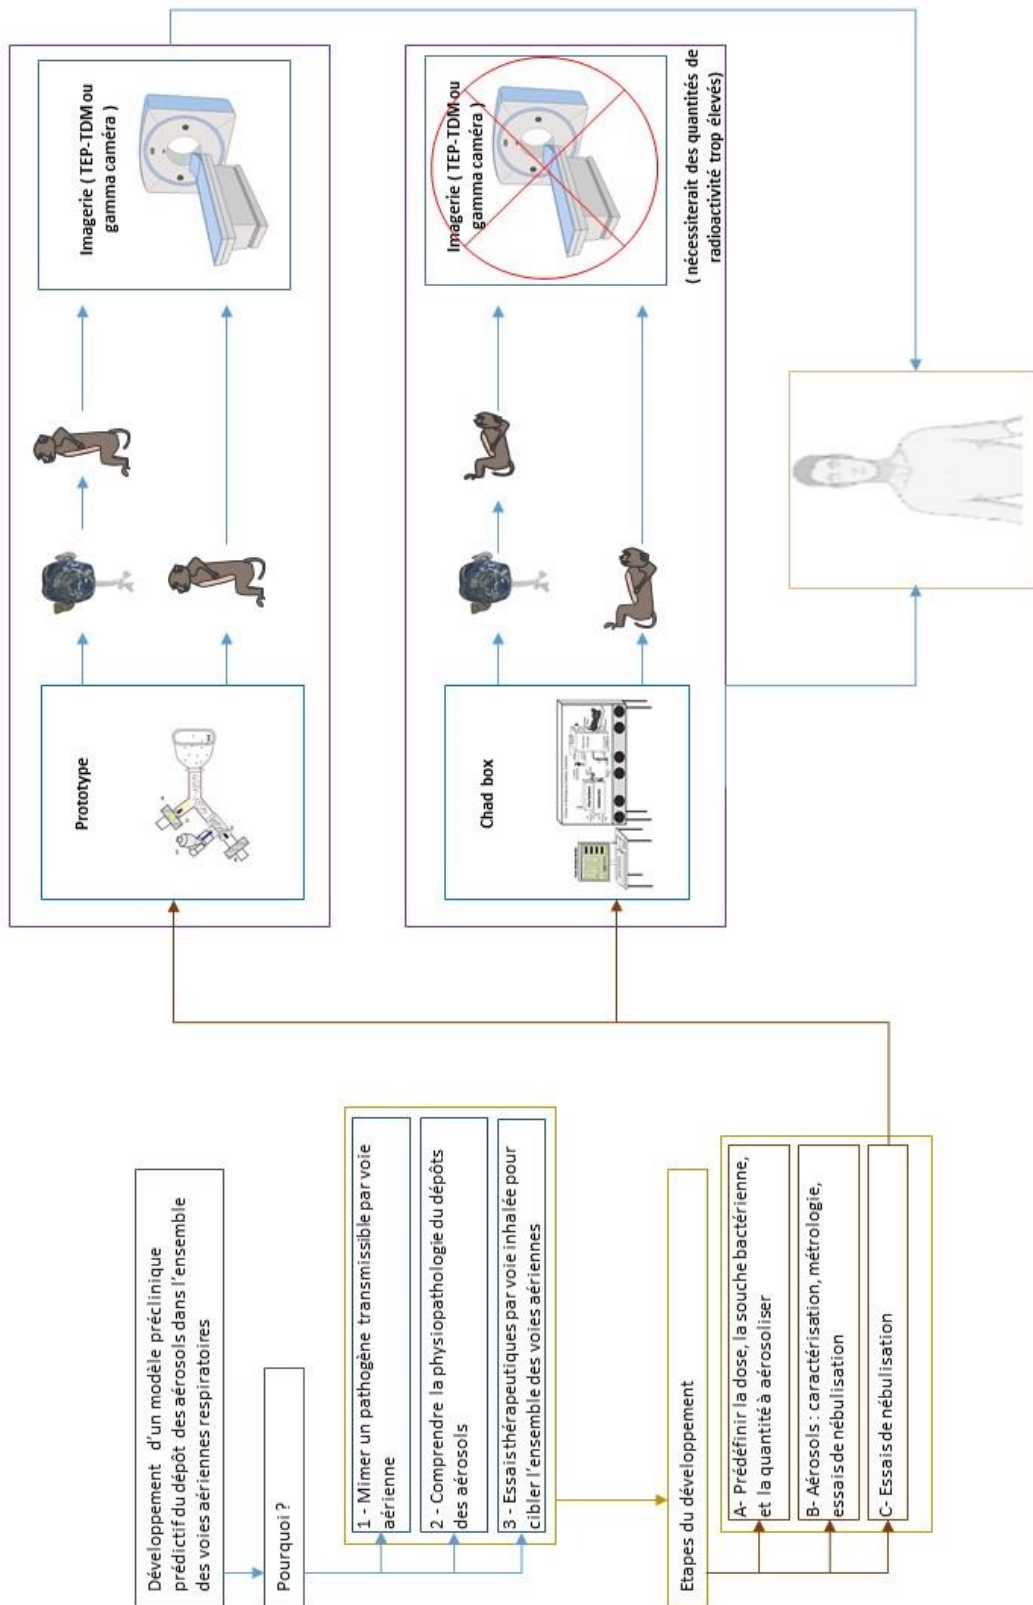 Développement d'un modèle préclinique
prédictif du dépôt des aérosols dans l'ensemble
des voies aériennes respiratoires
Pourquoi ?
1 - Mimer un pathogène transmissible par voie
aérienne
2 - Comprendre la physiopathologie du dépôts
des aérosols
3 - Essais thérapeutiques par voie inhalée pour
cibler l'ensemble des voies aériennes
Etapes du développement
A- Prédéfinir la dose, la souche bactérienne,
et la quantité à aérosoliser
B- Aérosols : caractérisation, métrologie,
essais de nébulisation
C- Essais de nébulisation
Prototype
Imagerie ( TEP-TDM ou
gamma caméra )
Chad box
Imagerie ( TEP-TDM ou
gamma caméra )
( nécessiterait des quantités de
radioactivité trop élevés)